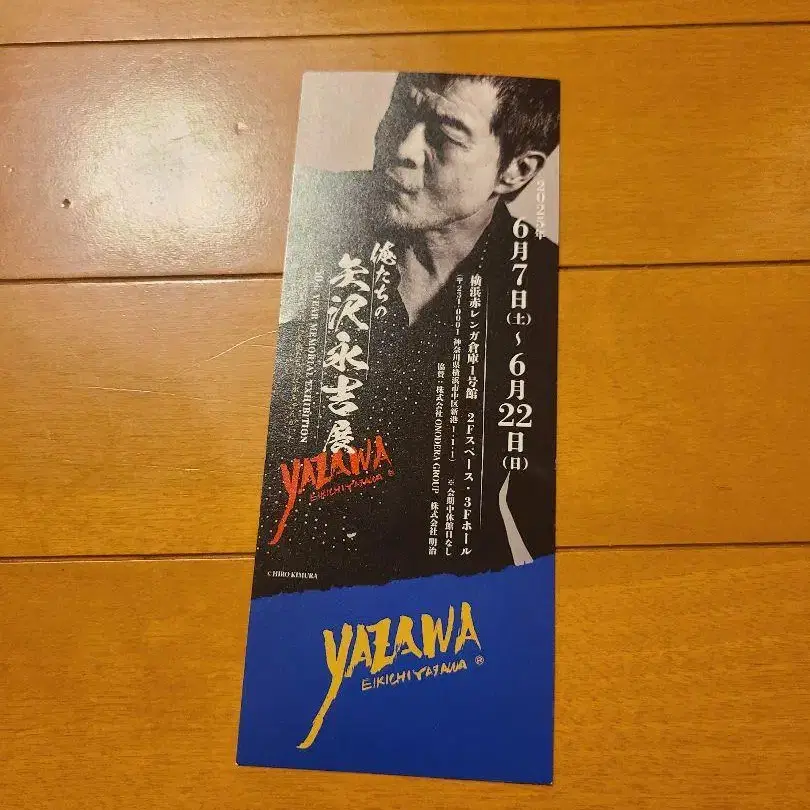 2025年
6月7日(土)～6月22日(日)
横浜赤レンガ倉庫1号館 2Fスペース・3Fホール
(〒231-0001 神奈川県横浜市中区新港1-1-1) ※会期中休館日なし
協賛：株式会社ONODERA GROUP 株式会社 明治
俺たちの
矢沢永吉展
50th YEAR MEMORIAL EXHIBITION
YAZAWA
EIKICHI YAZAWA ®
© HIRO KIMURA
YAZAWA
EIKICHI YAZAWA ®